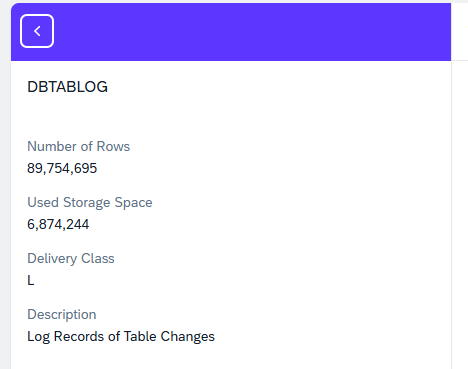 DBTABLOG
Number of Rows
89,754,695
Used Storage Space
6,874,244
Delivery Class
L
Description
Log Records of Table Changes